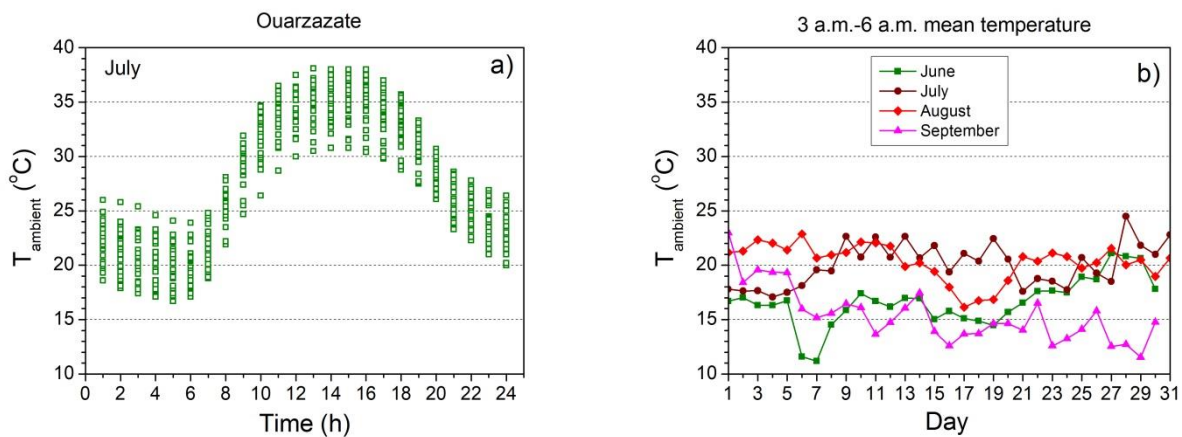 Ouarzazate
July
a)
40
35
30
25
20
15
10
T ambient (°C)
0 2 4 6 8 10 12 14 16 18 20 22 24
Time (h)
3 a.m.-6 a.m. mean temperature
b)
June
July
August
September
40
35
30
25
20
15
10
T ambient (°C)
1 3 5 7 9 11 13 15 17 19 21 23 25 27 29 31
Day